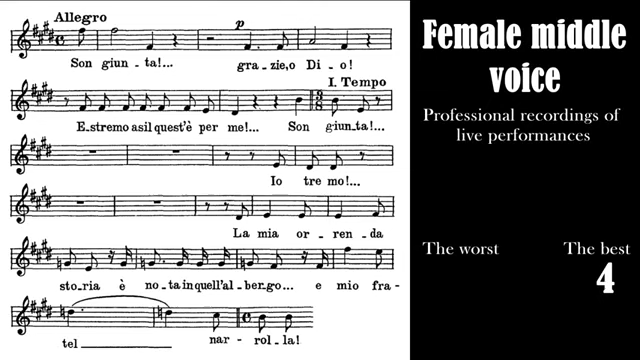 Allegro
p
Son giun - ta!... gra - zie, o Di - o!
I. Tempo
E-stremo asil quest'è per me!... Son giun-ta!...
Io tre mo!...
La mia or - ren - da
sto-ria è no-ta in quell'al-ber-go... e mio fra-
tel nar - rol - la!
Female middle
voice
Professional recordings of
live performances
The worst The best
4